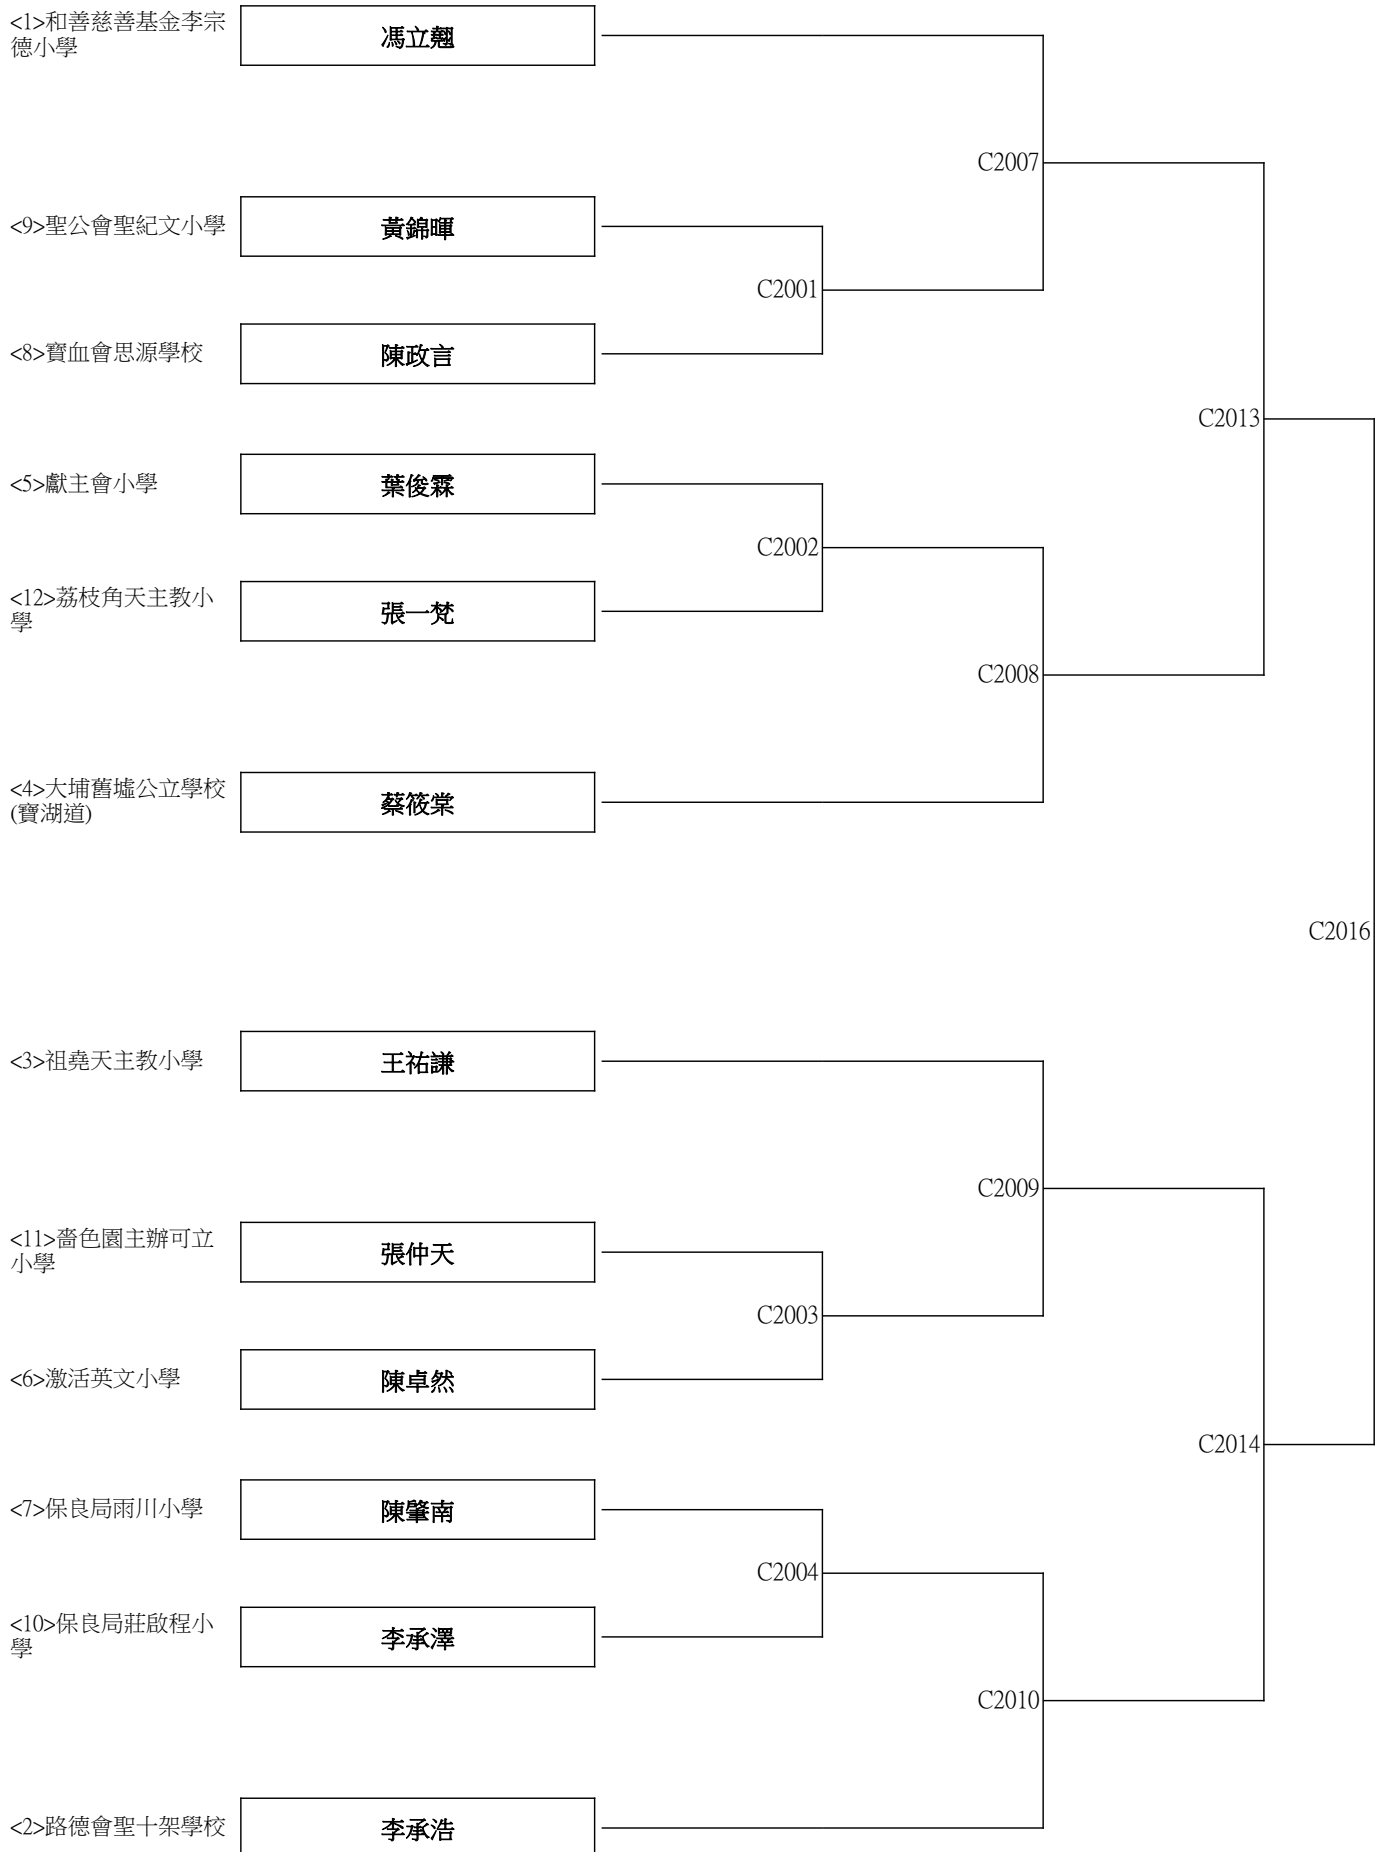 <1>和善慈善基金李宗
德小學
馮立翹
C2007
<9>聖公會聖紀文小學
黃錦暉
C2001
<8>寶血會思源學校
陳政言
C2013
<5>獻主會小學
葉俊霖
C2002
<12>荔枝角天主教小
學
張一梵
C2008
<4>大埔舊墟公立學校
(寶湖道)
蔡筱棠
C2016
<3>祖堯天主教小學
王祐謙
C2009
<11>嗇色園主辦可立
小學
張仲天
C2003
<6>激活英文小學
陳卓然
C2014
<7>保良局雨川小學
陳肇南
C2004
<10>保良局莊啟程小
學
李承澤
C2010
<2>路德會聖十架學校
李承浩